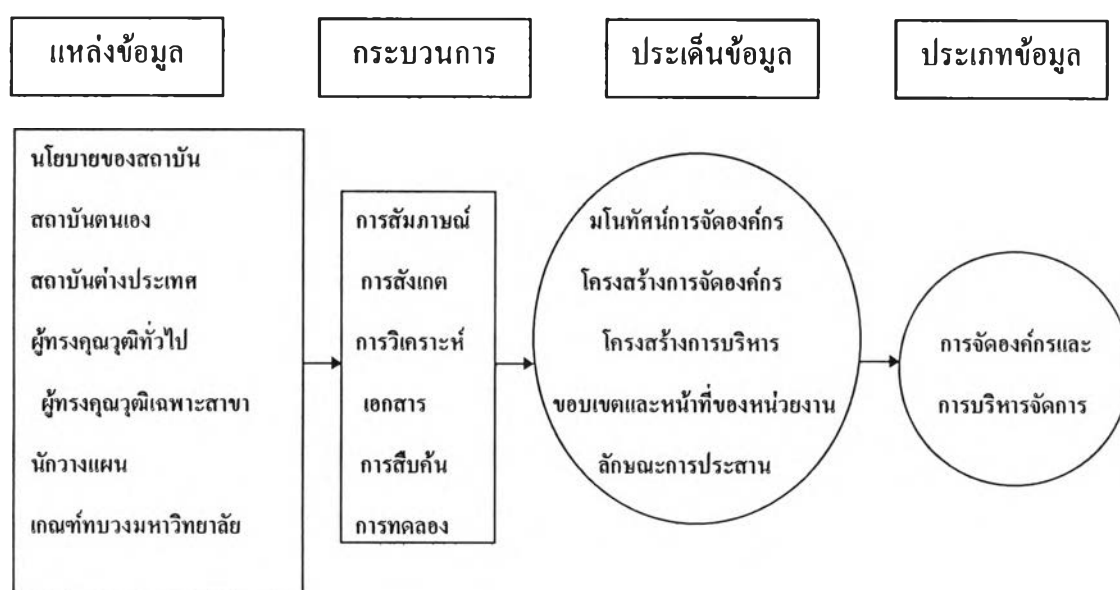 แหล่งข้อมูล
กระบวนการ
ประเด็นข้อมูล
ประเภทข้อมูล
นโยบายของสถาบัน
สถาบันตนเอง
สถาบันต่างประเทศ
ผู้ทรงคุณวุฒิทั่วไป
ผู้ทรงคุณวุฒิเฉพาะสาขา
นักวางแผน
เกณฑ์ทบวงมหาวิทยาลัย
การสัมภาษณ์
การสังเกต
การวิเคราะห์
เอกสาร
การสืบค้น
การทดลอง
มโนทัศน์การจัดองค์กร
โครงสร้างการจัดองค์กร
โครงสร้างการบริหาร
ขอบเขตและหน้าที่ของหน่วยงาน
ลักษณะการประสาน
การจัดองค์กรและ
การบริหารจัดการ